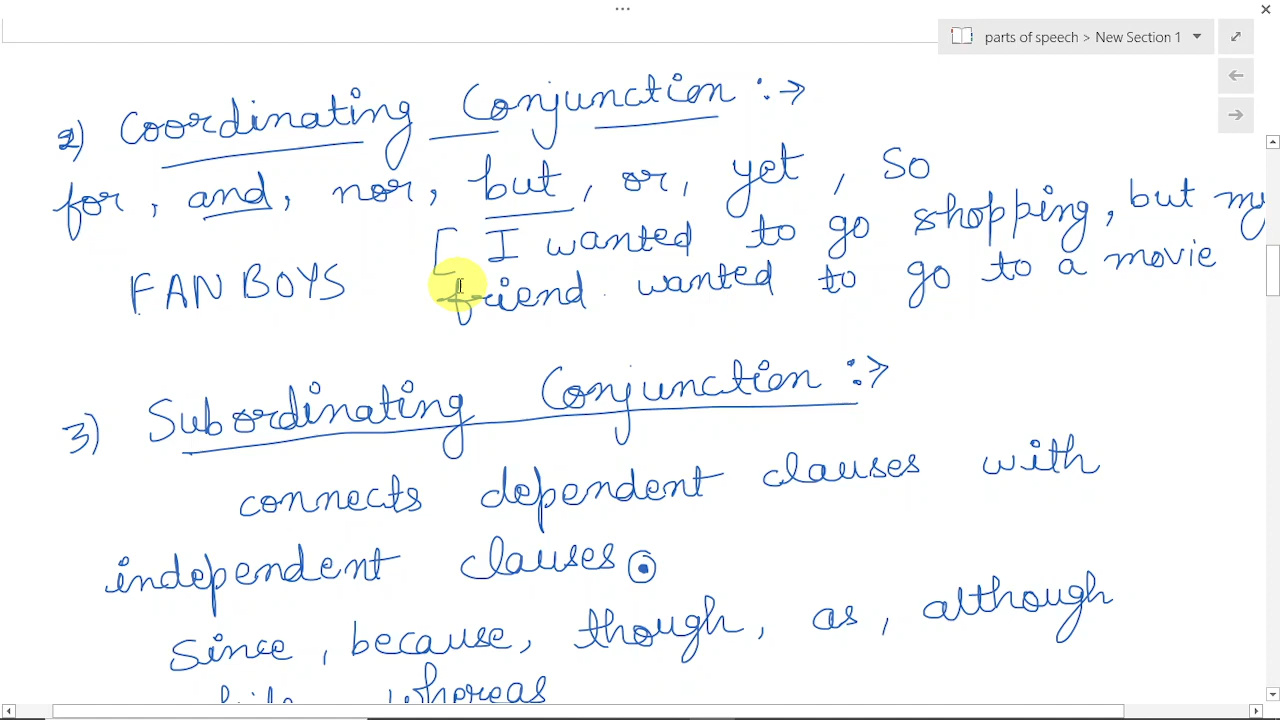 parts of speech > New Section 1
2) Coordinating Conjunction :→
for, and, nor, but, or, yet, So
[ I wanted to go shopping, but my
FANBOYS friend wanted to go to a movie
3) Subordinating Conjunction :→
connects dependent clauses with
independent clauses.
Since, because, though, as, although
whereas